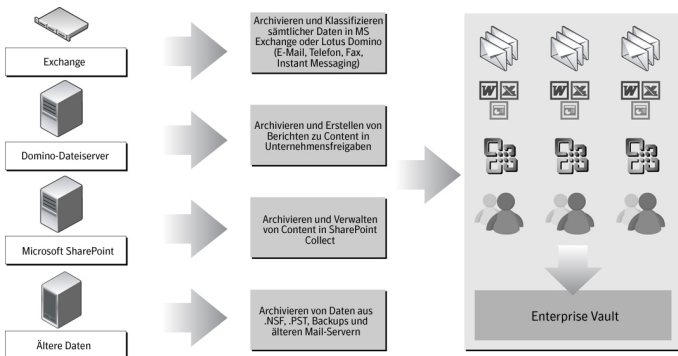 Exchange
Archivieren und Klassifizieren
sämtlicher Daten in MS
Exchange oder Lotus Domino
(E-Mail, Telefon, Fax,
Instant Messaging)
Domino-Dateiserver
Archivieren und Erstellen von
Berichten zu Content in
Unternehmensfreigaben
Microsoft SharePoint
Archivieren und Verwalten
von Content in SharePoint
Collect
Ältere Daten
Archivieren von Daten aus
.NSF, .PST, Backups und
älteren Mail-Servern
W X
W X
W X
Enterprise Vault